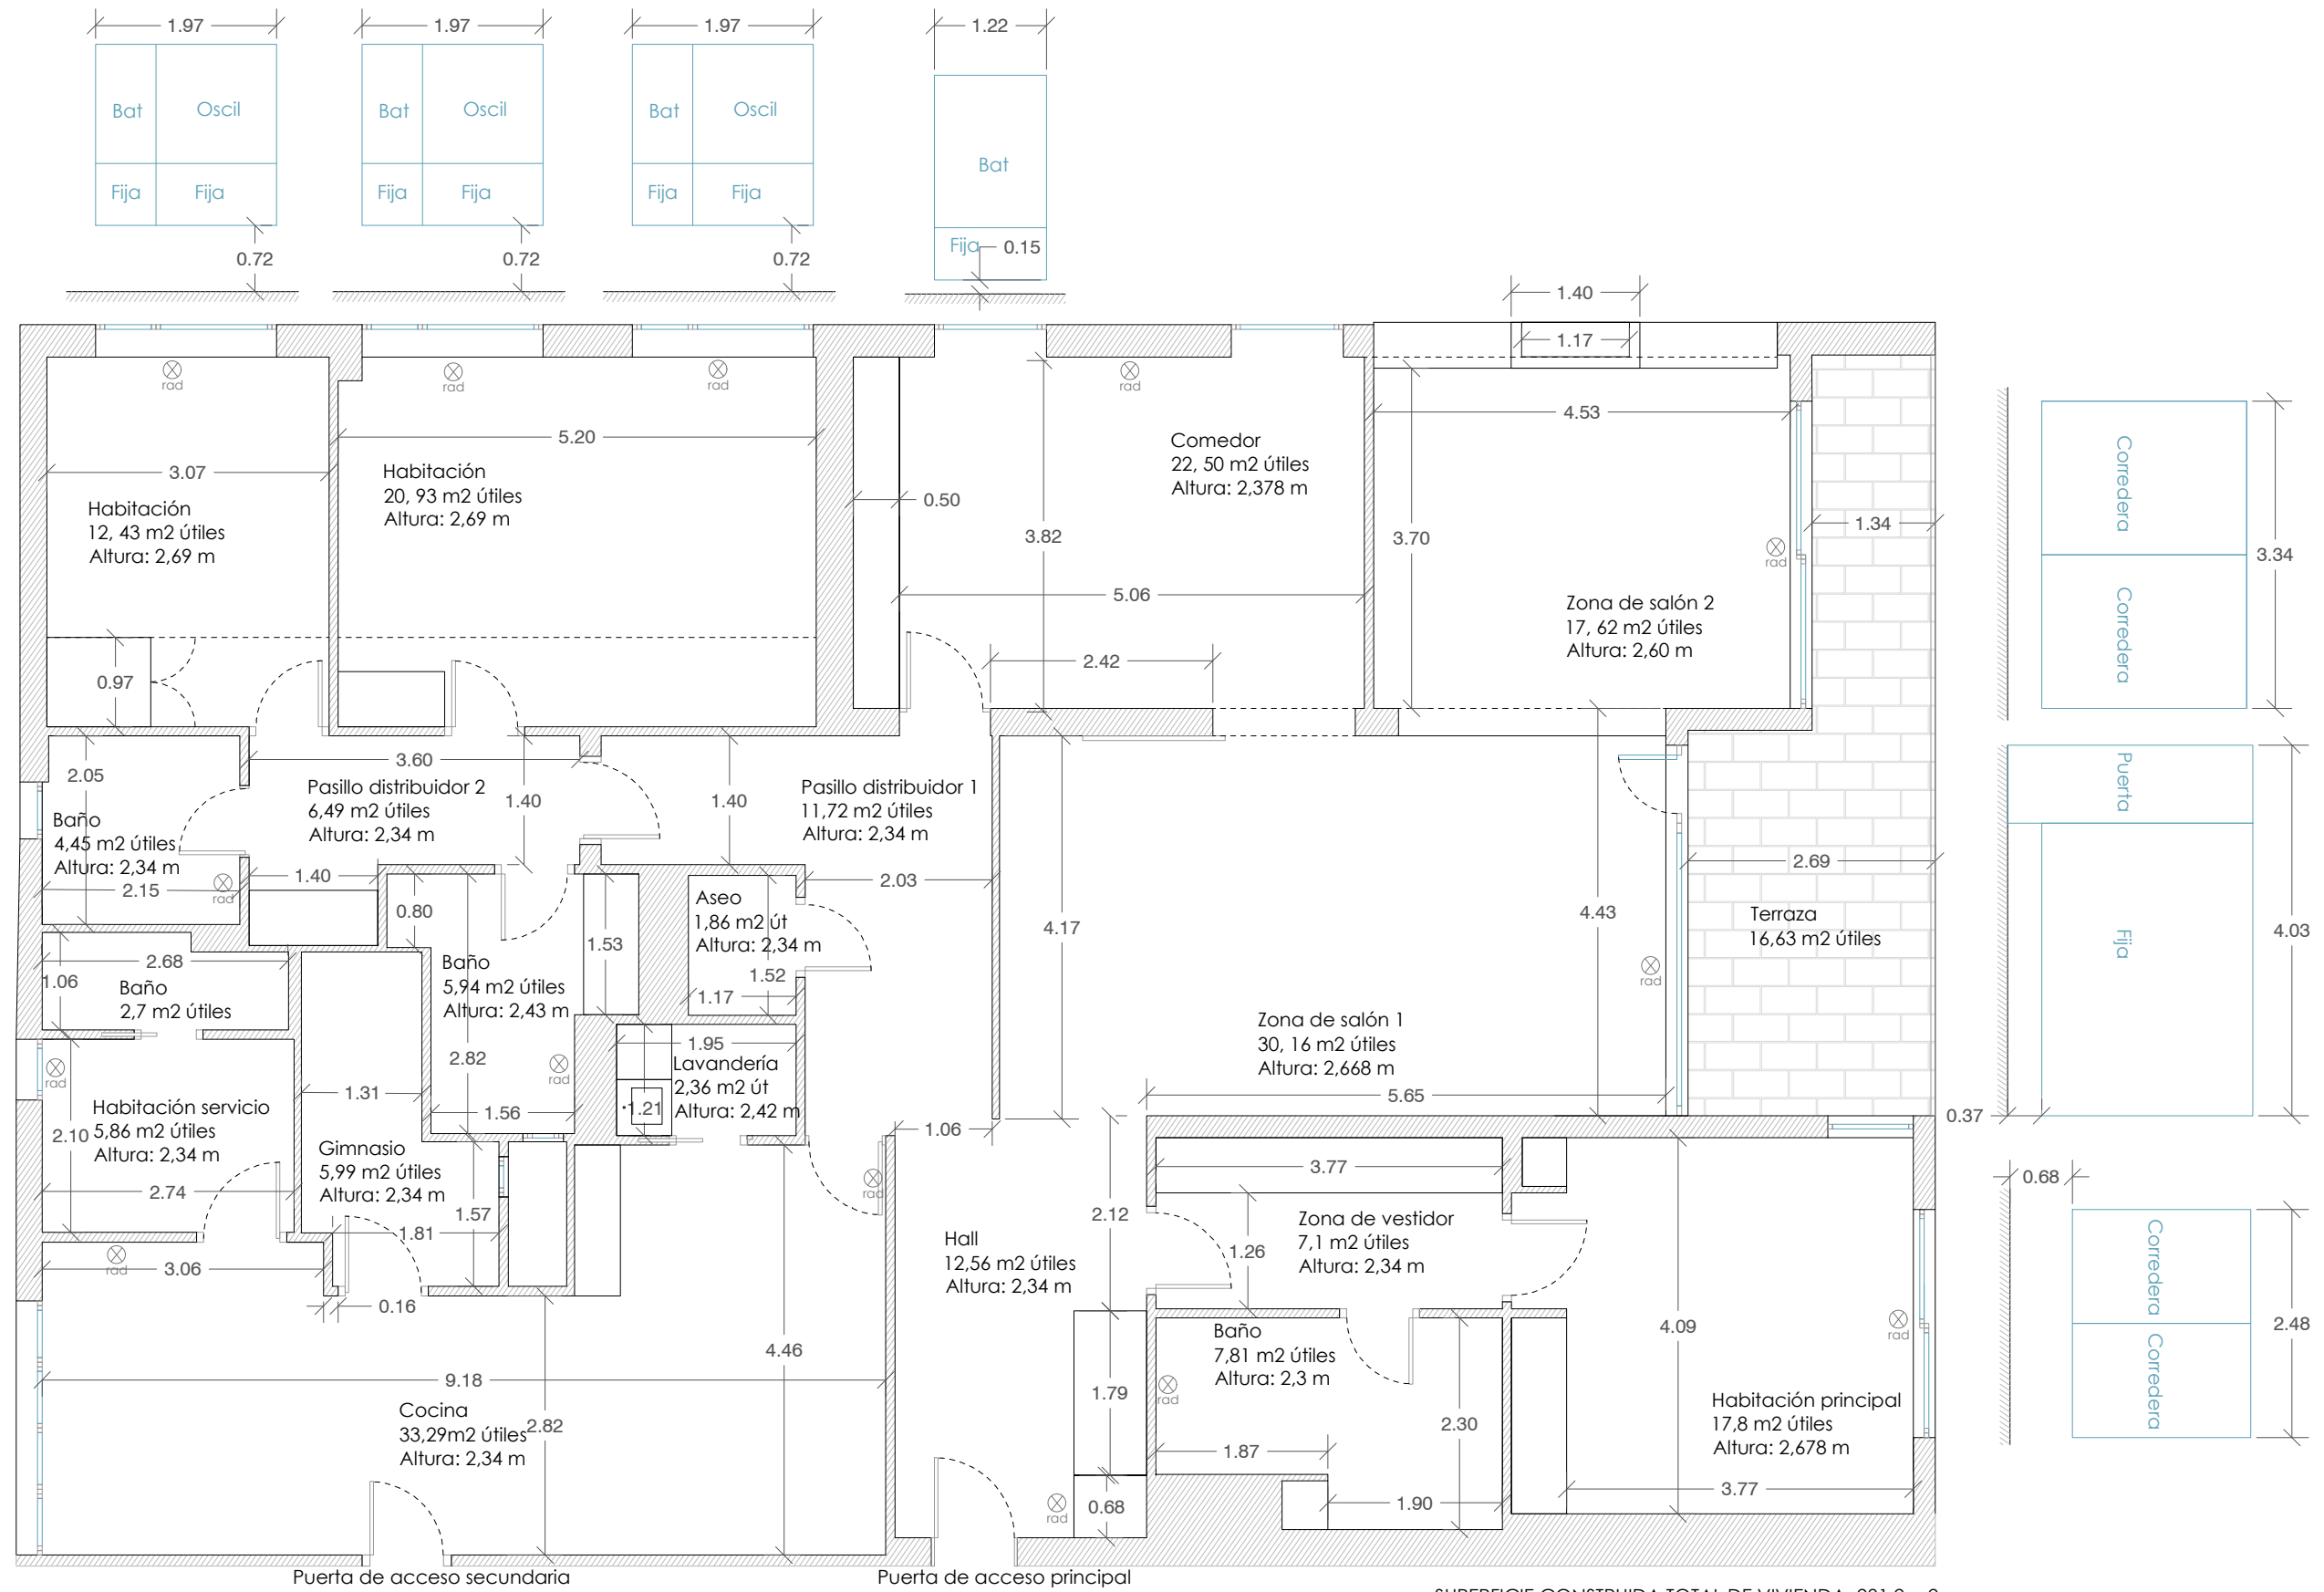 1.97
1.97
1.97
1.22
Bat
Oscil
Fija
Fija
Bat
Oscil
Fija
Fija
Bat
Oscil
Fija
Fija
Bat
Fija
0.15
0.72
0.72
0.72
1.40
1.17
rad
rad
rad
rad
4.53
5.20
3.07
Comedor
22, 50 m2 útiles
Altura: 2,378 m
Habitación
20, 93 m2 útiles
Altura: 2,69 m
Habitación
12, 43 m2 útiles
Altura: 2,69 m
0.50
3.82
3.70
1.34
rad
5.06
Zona de salón 2
17, 62 m2 útiles
Altura: 2,60 m
Corredera
Corredera
3.34
2.42
0.97
2.05
3.60
Pasillo distribuidor 2
6,49 m2 útiles
Altura: 2,34 m
1.40
1.40
Pasillo distribuidor 1
11,72 m2 útiles
Altura: 2,34 m
Baño
4,45 m2 útiles
Altura: 2,34 m
2.15
rad
1.40
0.80
2.03
Aseo
1,86 m2 út
Altura: 2,34 m
1.52
1.17
1.53
4.17
4.43
2.69
Terraza
16,63 m2 útiles
rad
Puerta
Fija
4.03
2.68
1.06
Baño
2,7 m2 útiles
Baño
5,94 m2 útiles
Altura: 2,43 m
2.82
rad
1.56
1.95
Lavandería
2,36 m2 út
Altura: 2,42 m
1.21
Zona de salón 1
30, 16 m2 útiles
Altura: 2,668 m
5.65
rad
1.31
Habitación servicio
5,86 m2 útiles
Altura: 2,34 m
2.10
2.74
Gimnasio
5,99 m2 útiles
Altura: 2,34 m
1.57
1.81
1.06
0.37
rad
3.77
0.68
2.12
Zona de vestidor
7,1 m2 útiles
Altura: 2,34 m
1.26
Hall
12,56 m2 útiles
Altura: 2,34 m
rad
3.06
0.16
Corredera
Corredera
2.48
4.09
rad
Baño
7,81 m2 útiles
Altura: 2,3 m
4.46
9.18
1.79
rad
Cocina
33,29m2 útiles
Altura: 2,34 m
2.82
2.30
1.87
Habitación principal
17,8 m2 útiles
Altura: 2,678 m
3.77
1.90
0.68
rad
Puerta de acceso secundaria
Puerta de acceso principal
SUPERFICIE CONSTRUIDA TOTAL DE VIVIENDA